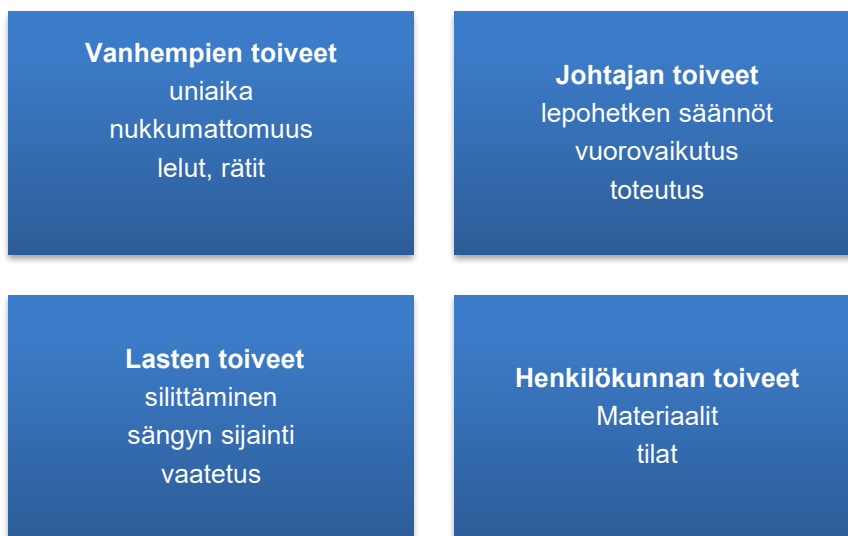 Vanhempien toiveet
uniaika
nukkumattomuus
lelut, rätit
Johtajan toiveet
lepohetken säännöt
vuorovaikutus
toteutus
Lasten toiveet
silittäminen
sängyn sijainti
vaatetus
Henkilökunnan toiveet
Materiaalit
tilat